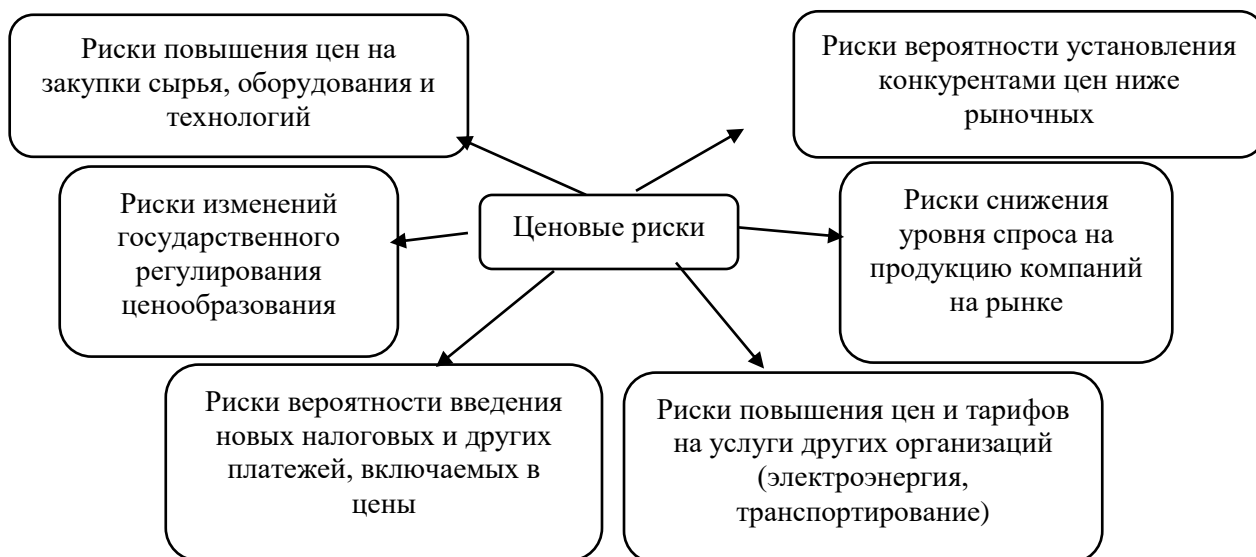 Риски повышения цен на
закупки сырья, оборудования и
технологий
Риски вероятности установления
конкурентами цен ниже
рыночных
Риски изменений
государственного
регулирования
ценообразования
Ценовые риски
Риски снижения
уровня спроса на
продукцию компаний
на рынке
Риски вероятности введения
новых налоговых и других
платежей, включаемых в
цены
Риски повышения цен и тарифов
на услуги других организаций
(электроэнергия,
транспортирование)